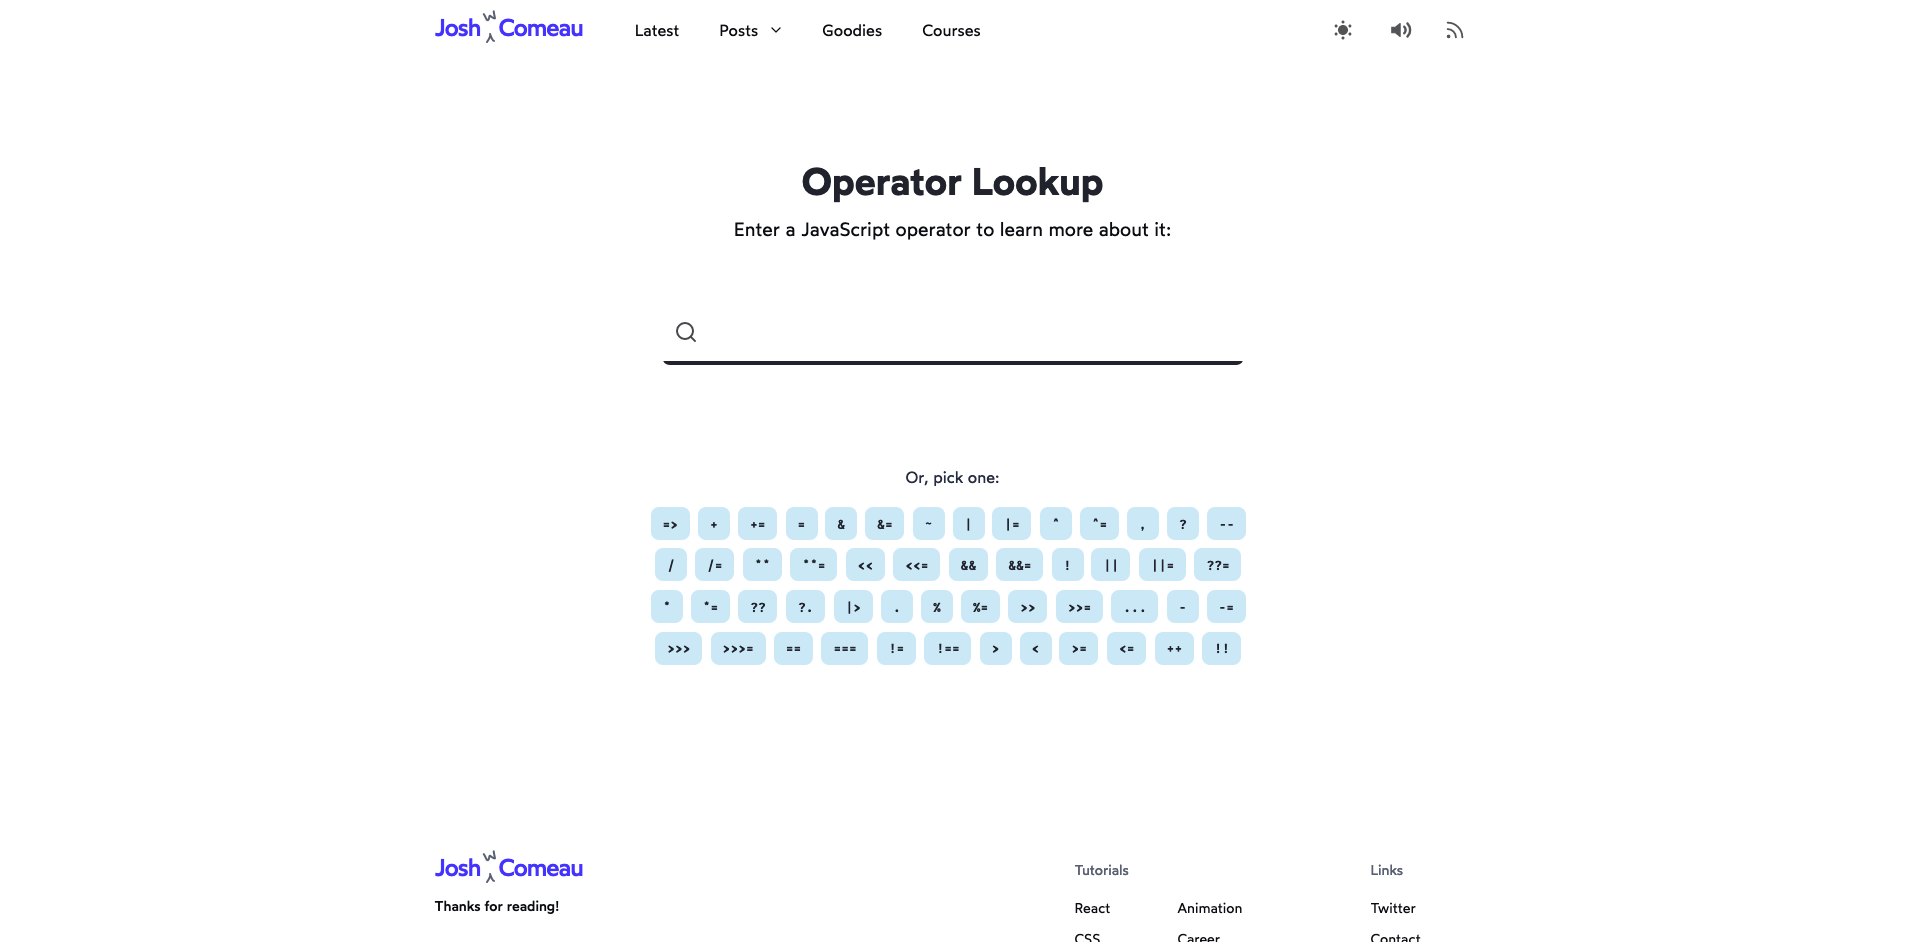 Josh W Comeau
Latest Posts Goodies Courses
Operator Lookup
Enter a JavaScript operator to learn more about it:
Or, pick one:
=> + += = & &= ~ | |= ^ ^= , ? --
/ /= ** **= << <<= && &&= ! || ||= ??=
* *= ?? ?. |> . % %= >> >>= ... - -=
>>> >>>= == === != !== > < >= <= ++ !!
Josh W Comeau
Thanks for reading!
Tutorials
React Animation
CSS Career
Links
Twitter
Contact